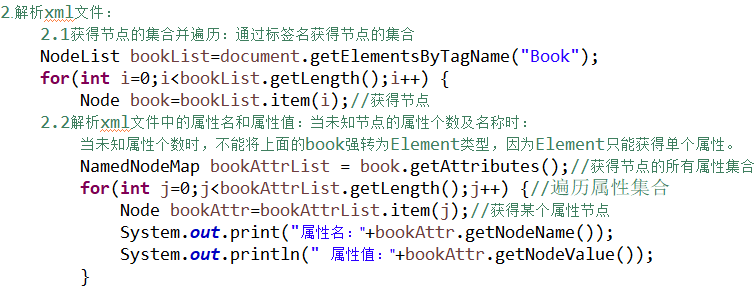 2.解析xml文件：
2.1获得节点的集合并遍历：通过标签名获得节点的集合
NodeList bookList=document.getElementsByTagName("Book");
for(int i=0;i<bookList.getLength();i++) {
Node book=bookList.item(i);//获得节点
2.2解析xml文件中的属性名和属性值：当未知节点的属性个数及名称时：
当未知属性个数时，不能将上面的book强转为Element类型，因为Element只能获得单个属性。
NamedNodeMap bookAttrList = book.getAttributes();//获得节点的所有属性集合
for(int j=0;j<bookAttrList.getLength();j++) {//遍历属性集合
Node bookAttr=bookAttrList.item(j);//获得某个属性节点
System.out.print("属性名："+bookAttr.getNodeName());
System.out.println(" 属性值："+bookAttr.getNodeValue());
}